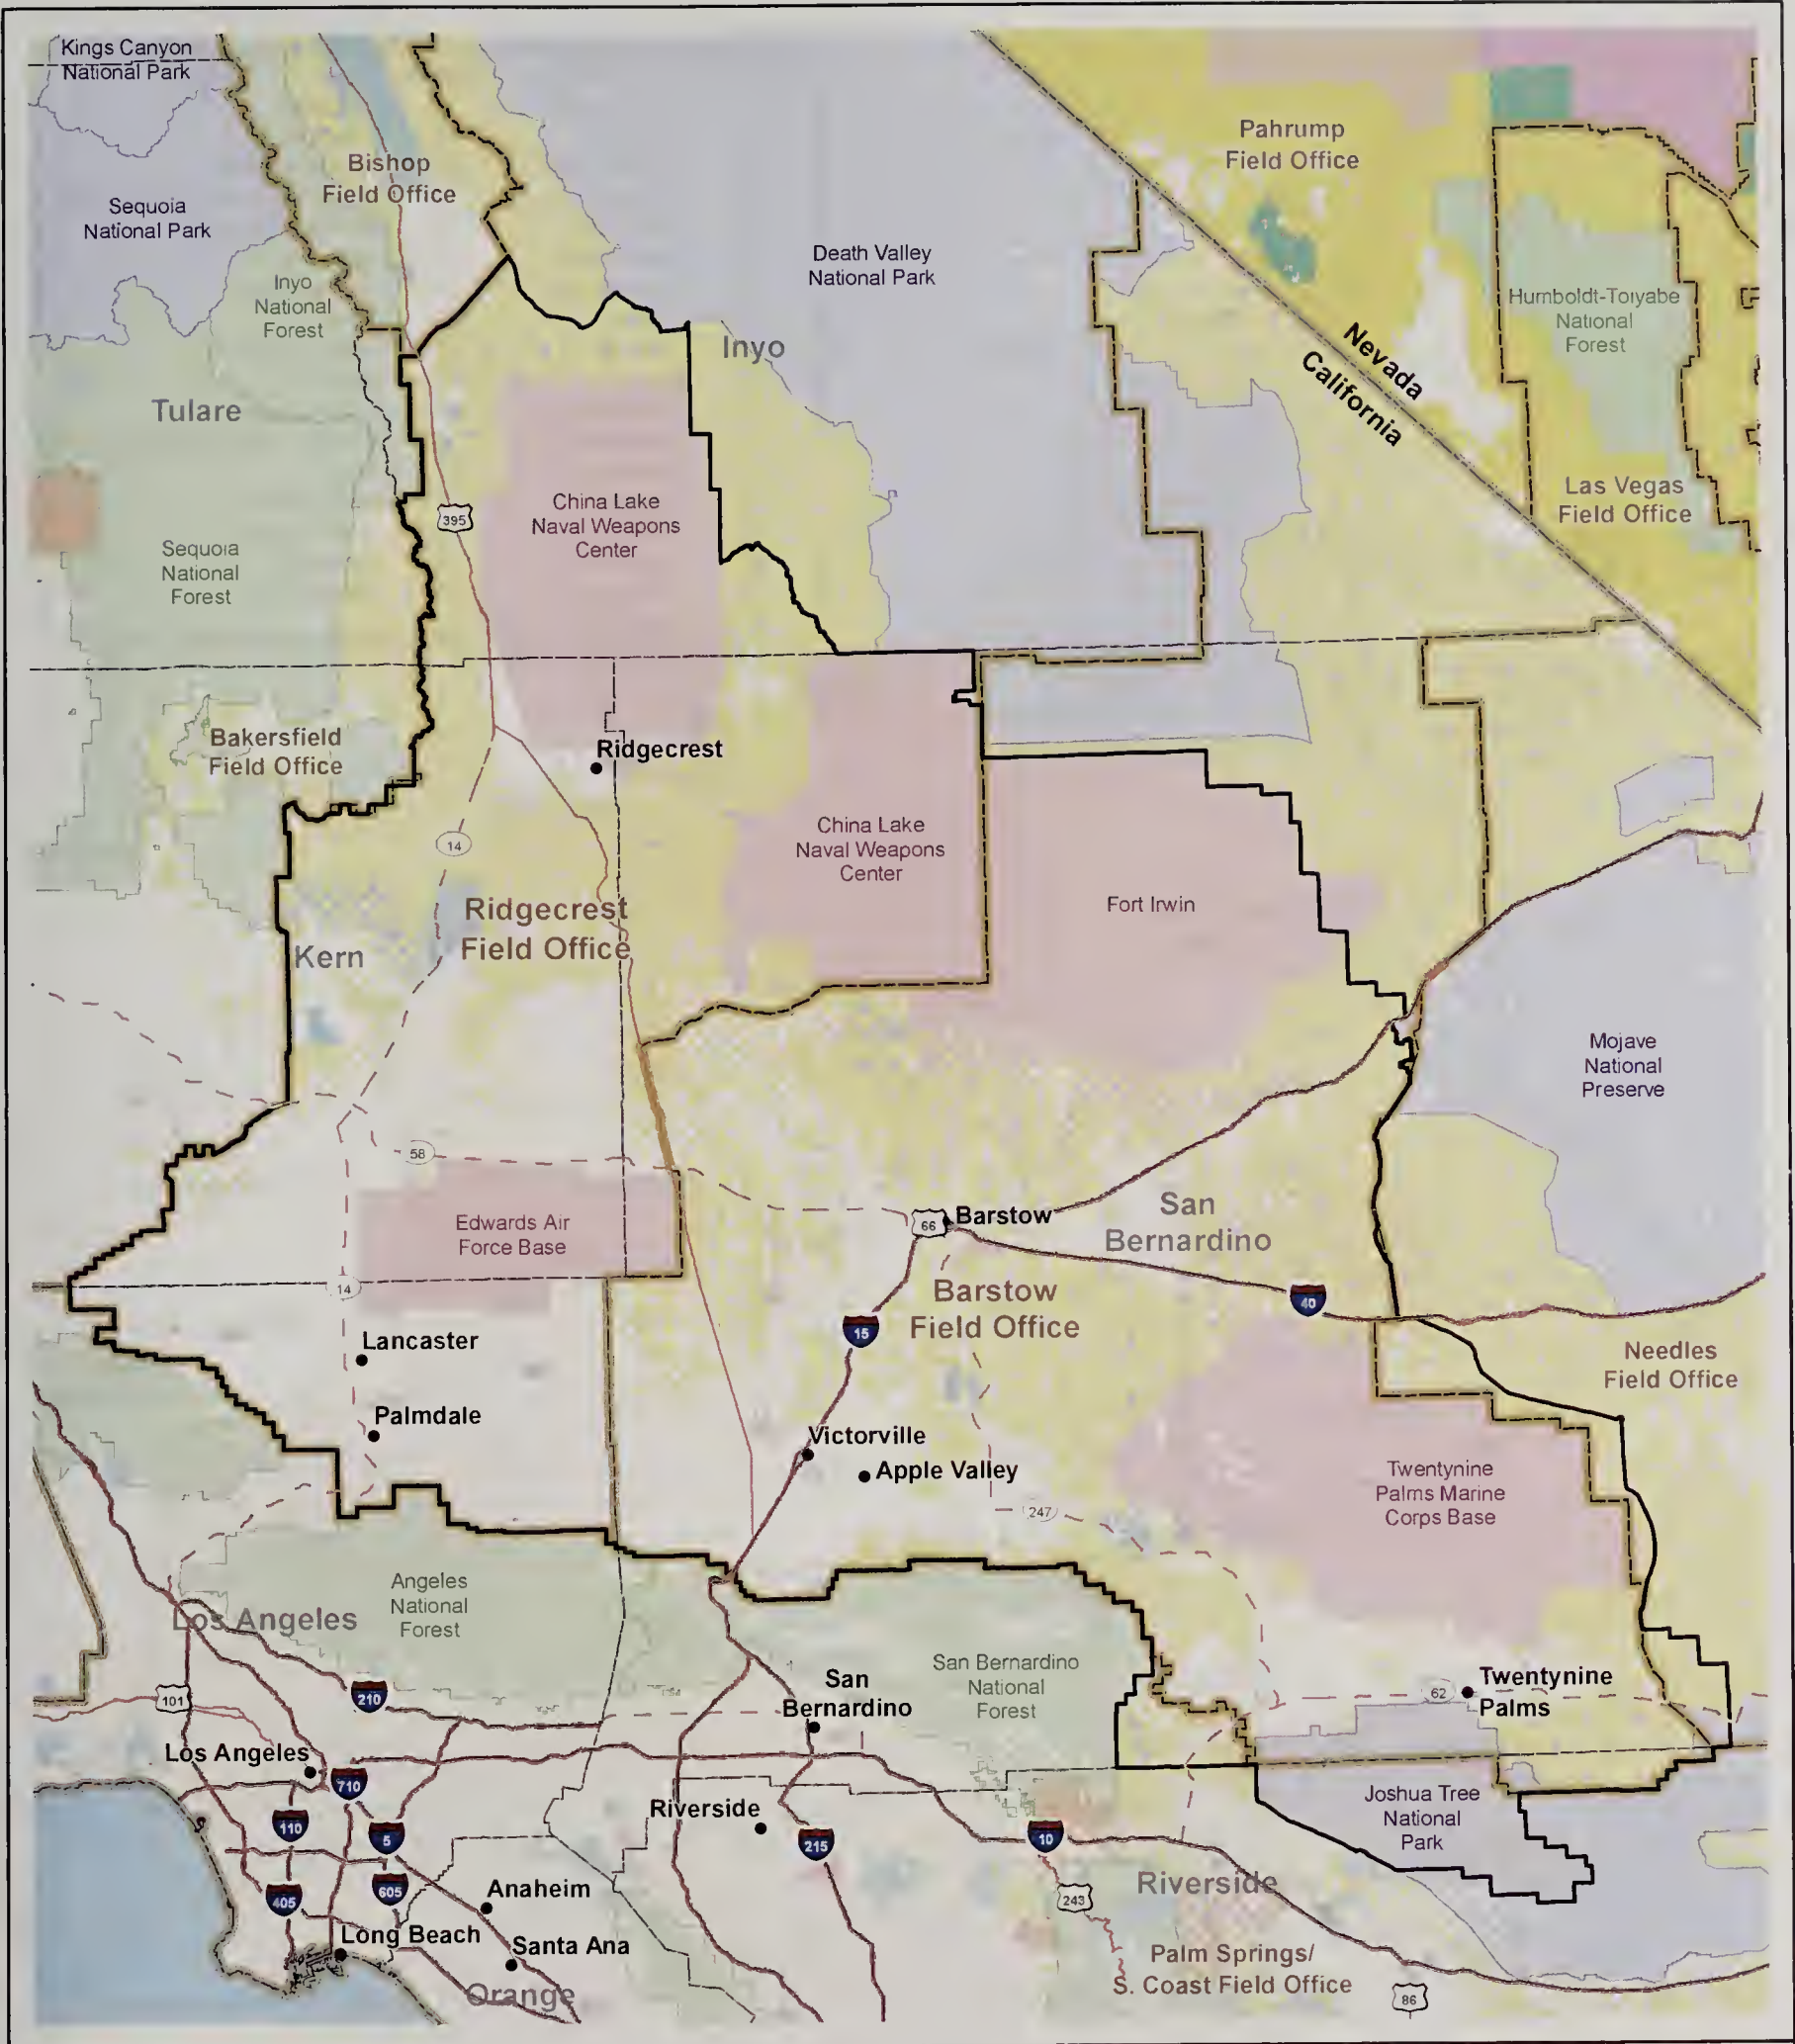 Kings Canyon
National Park
Pahrump
Field Office
Bishop
Field Office
Sequoia
National Park
Death Valley
National Park
Inyo
National
Forest
Humboldt-Toiyabe
National
Forest
Nevada
California
Inyo
Tulare
Las Vegas
Field Office
China Lake
Naval Weapons
Center
395
Sequoia
National
Forest
Bakersfield
Field Office
Ridgecrest
14
China Lake
Naval Weapons
Center
Fort Irwin
Ridgecrest
Field Office
Kern
Mojave
National
Preserve
58
Edwards Air
Force Base
66
Barstow
San
Bernardino
14
Barstow
Field Office
40
15
Lancaster
Needles
Field Office
Palmdale
Victorville
Apple Valley
Twentynine
Palms Marine
Corps Base
247
Angeles
National
Forest
Los Angeles
San Bernardino
National
Forest
San
Bernardino
Twentynine
Palms
62
101
210
Los Angeles
710
Joshua Tree
National
Park
Riverside
110
5
215
10
Riverside
405
605
Anaheim
243
Long Beach
Santa Ana
Palm Springs/
S. Coast Field Office
Orange
86